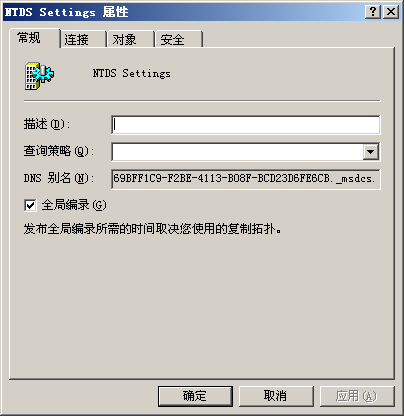 NTDS Settings 属性
常规 连接 对象 安全
NTDS Settings
描述(D):
查询策略(Q):
DNS 别名(N): 69BFF1C9-F2BE-4113-B08F-BCD23D6FE6CB._msdcs.
全局编录(G)
发布全局编录所需的时间取决您使用的复制拓扑。
确定 取消 应用(A)